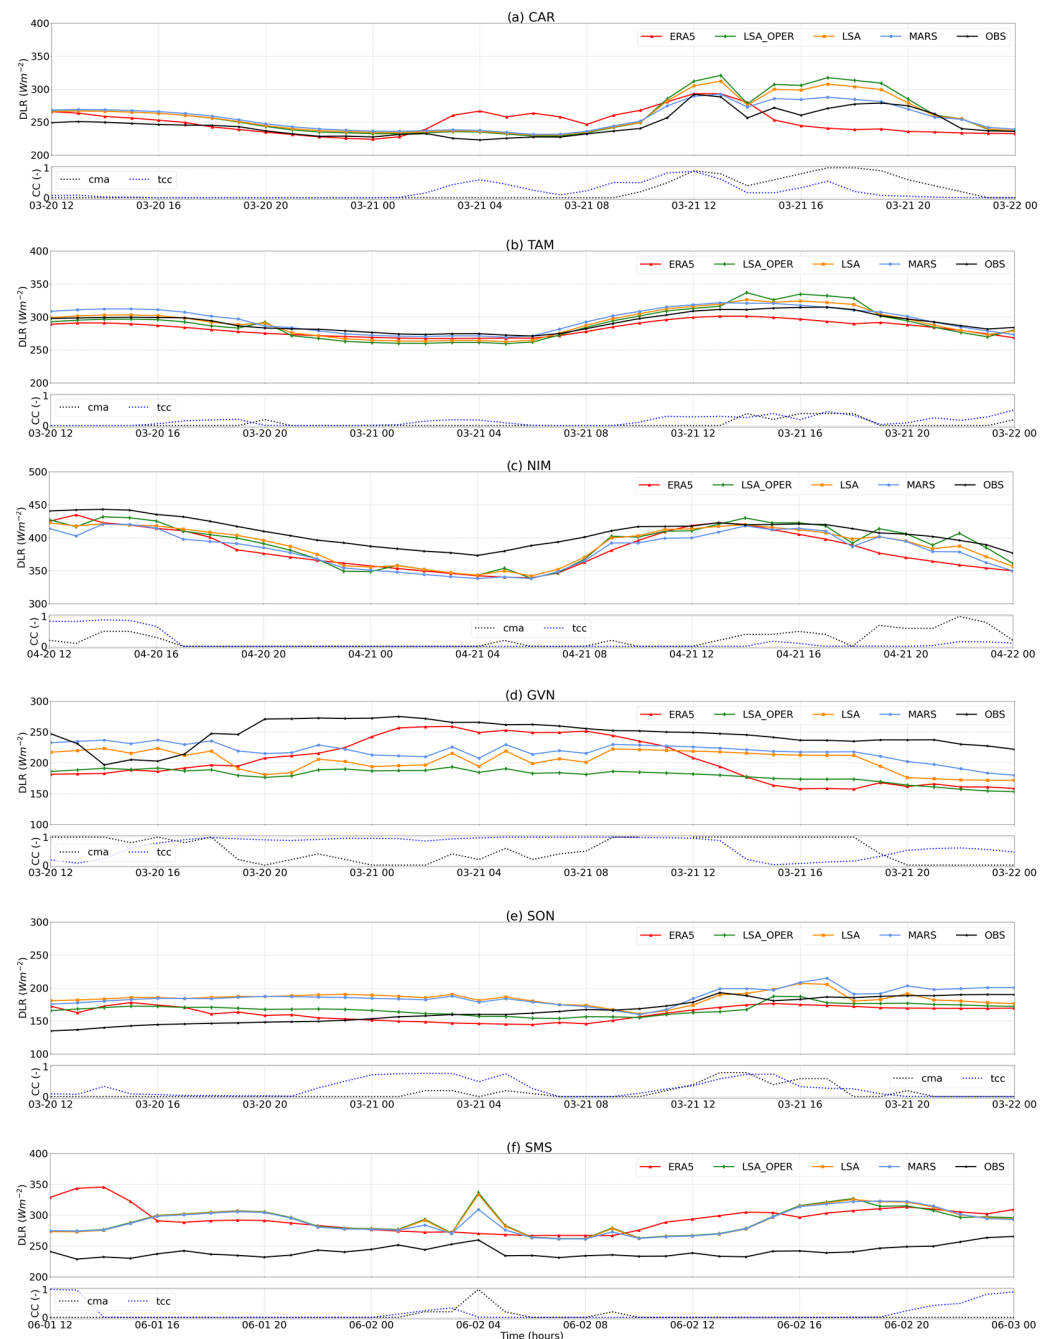 (a) CAR
ERA5 LSA_OPER LSA MARS OBS
DLR (Wm⁻²)
400
350
300
250
200
CC (-)
1
0
cma tcc
03-20 12 03-20 16 03-20 20 03-21 00 03-21 04 03-21 08 03-21 12 03-21 16 03-21 20 03-22 00
(b) TAM
ERA5 LSA_OPER LSA MARS OBS
DLR (Wm⁻²)
400
350
300
250
200
CC (-)
1
0
cma tcc
03-20 12 03-20 16 03-20 20 03-21 00 03-21 04 03-21 08 03-21 12 03-21 16 03-21 20 03-22 00
(c) NIM
ERA5 LSA_OPER LSA MARS OBS
DLR (Wm⁻²)
500
450
400
350
300
CC (-)
1
0
cma tcc
04-20 12 04-20 16 04-20 20 04-21 00 04-21 04 04-21 08 04-21 12 04-21 16 04-21 20 04-22 00
(d) GVN
ERA5 LSA_OPER LSA MARS OBS
DLR (Wm⁻²)
300
250
200
150
100
CC (-)
1
0
cma tcc
03-20 12 03-20 16 03-20 20 03-21 00 03-21 04 03-21 08 03-21 12 03-21 16 03-21 20 03-22 00
(e) SON
ERA5 LSA_OPER LSA MARS OBS
DLR (Wm⁻²)
300
250
200
150
100
CC (-)
1
0
cma tcc
03-20 12 03-20 16 03-20 20 03-21 00 03-21 04 03-21 08 03-21 12 03-21 16 03-21 20 03-22 00
(f) SMS
ERA5 LSA_OPER LSA MARS OBS
DLR (Wm⁻²)
400
350
300
250
200
CC (-)
1
0
cma tcc
06-01 12 06-01 16 06-01 20 06-02 00 06-02 04 06-02 08 06-02 12 06-02 16 06-02 20 06-03 00
Time (hours)